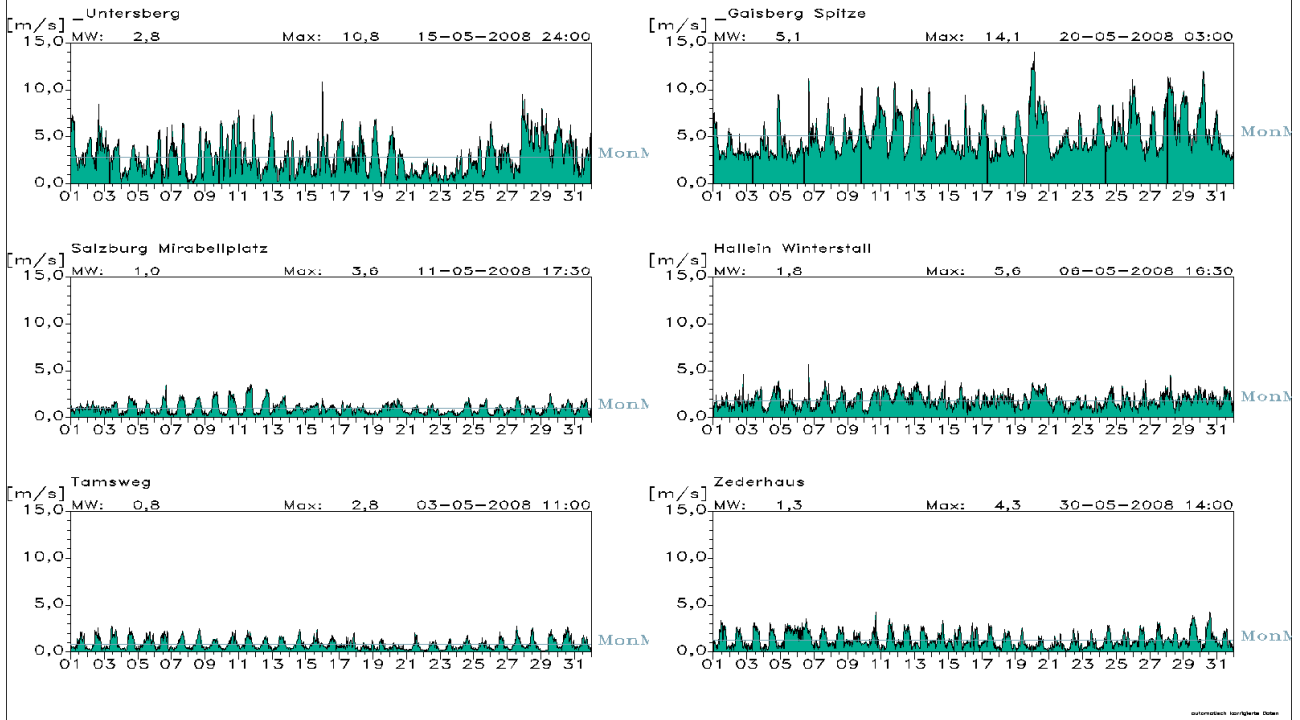 _Untersberg
[m/s]
MW: 2,8 Max: 10,8 15-05-2008 24:00
15,0
10,0
5,0
0,0
MonM
01 03 05 07 09 11 13 15 17 19 21 23 25 27 29 31
_Gaisberg Spitze
[m/s]
MW: 5,1 Max: 14,1 20-05-2008 03:00
15,0
10,0
5,0
0,0
MonM
01 03 05 07 09 11 13 15 17 19 21 23 25 27 29 31
Salzburg Mirabellplatz
[m/s]
MW: 1,0 Max: 3,6 11-05-2008 17:30
15,0
10,0
5,0
0,0
MonM
01 03 05 07 09 11 13 15 17 19 21 23 25 27 29 31
Hallein Winterstall
[m/s]
MW: 1,8 Max: 5,6 06-05-2008 16:30
15,0
10,0
5,0
0,0
MonM
01 03 05 07 09 11 13 15 17 19 21 23 25 27 29 31
Tamsweg
[m/s]
MW: 0,8 Max: 2,8 03-05-2008 11:00
15,0
10,0
5,0
0,0
MonM
01 03 05 07 09 11 13 15 17 19 21 23 25 27 29 31
Zederhaus
[m/s]
MW: 1,3 Max: 4,3 30-05-2008 14:00
15,0
10,0
5,0
0,0
MonM
01 03 05 07 09 11 13 15 17 19 21 23 25 27 29 31
automatisch korrigierte Daten